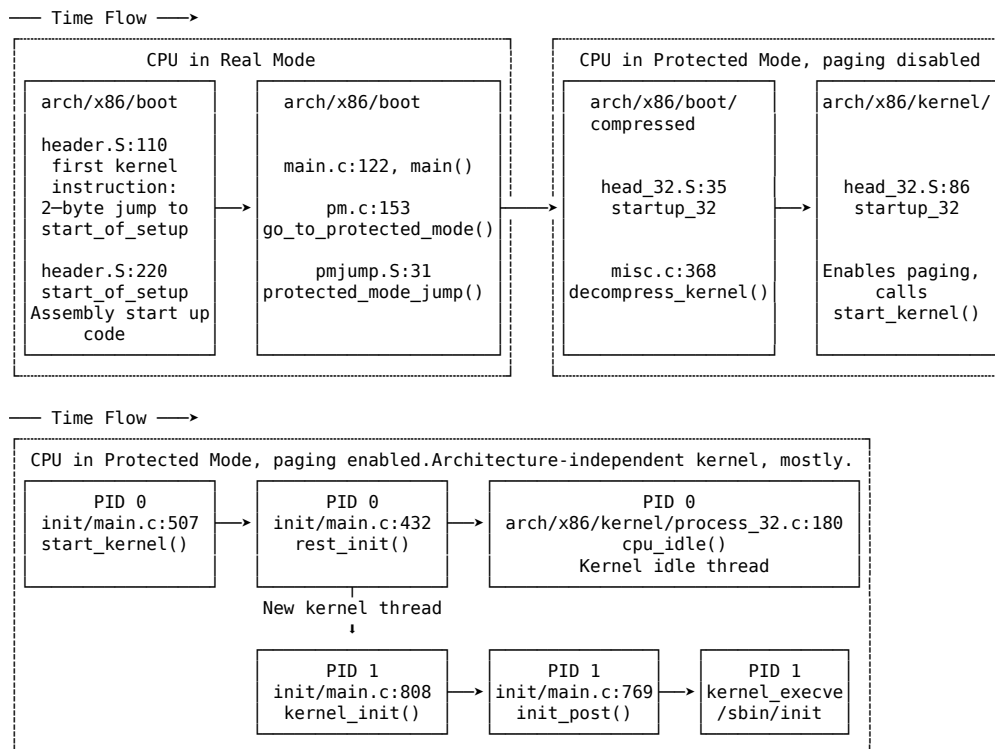 Time Flow
CPU in Real Mode
arch/x86/boot
header.S:110
first kernel
instruction:
2—byte jump to
start_of_setup
header.S:220
start_of_setup
Assembly start up
code
arch/x86/boot
main.c:122, main()
pm.c:153
go_to_protected_mode()
pmjump.S:31
protected_mode_jump()
CPU in Protected Mode, paging disabled
arch/x86/boot/
compressed
head_32.S:35
startup_32
misc.c:368
decompress_kernel()
arch/x86/kernel/
head_32.S:86
startup_32
Enables paging,
calls
start_kernel()
Time Flow
CPU in Protected Mode, paging enabled.Architecture-independent kernel, mostly.
PID 0
init/main.c:507
start_kernel()
PID 0
init/main.c:432
rest_init()
PID 0
arch/x86/kernel/process_32.c:180
cpu_idle()
Kernel idle thread
New kernel thread
PID 1
init/main.c:808
kernel_init()
PID 1
init/main.c:769
init_post()
PID 1
kernel_execve
/sbin/init